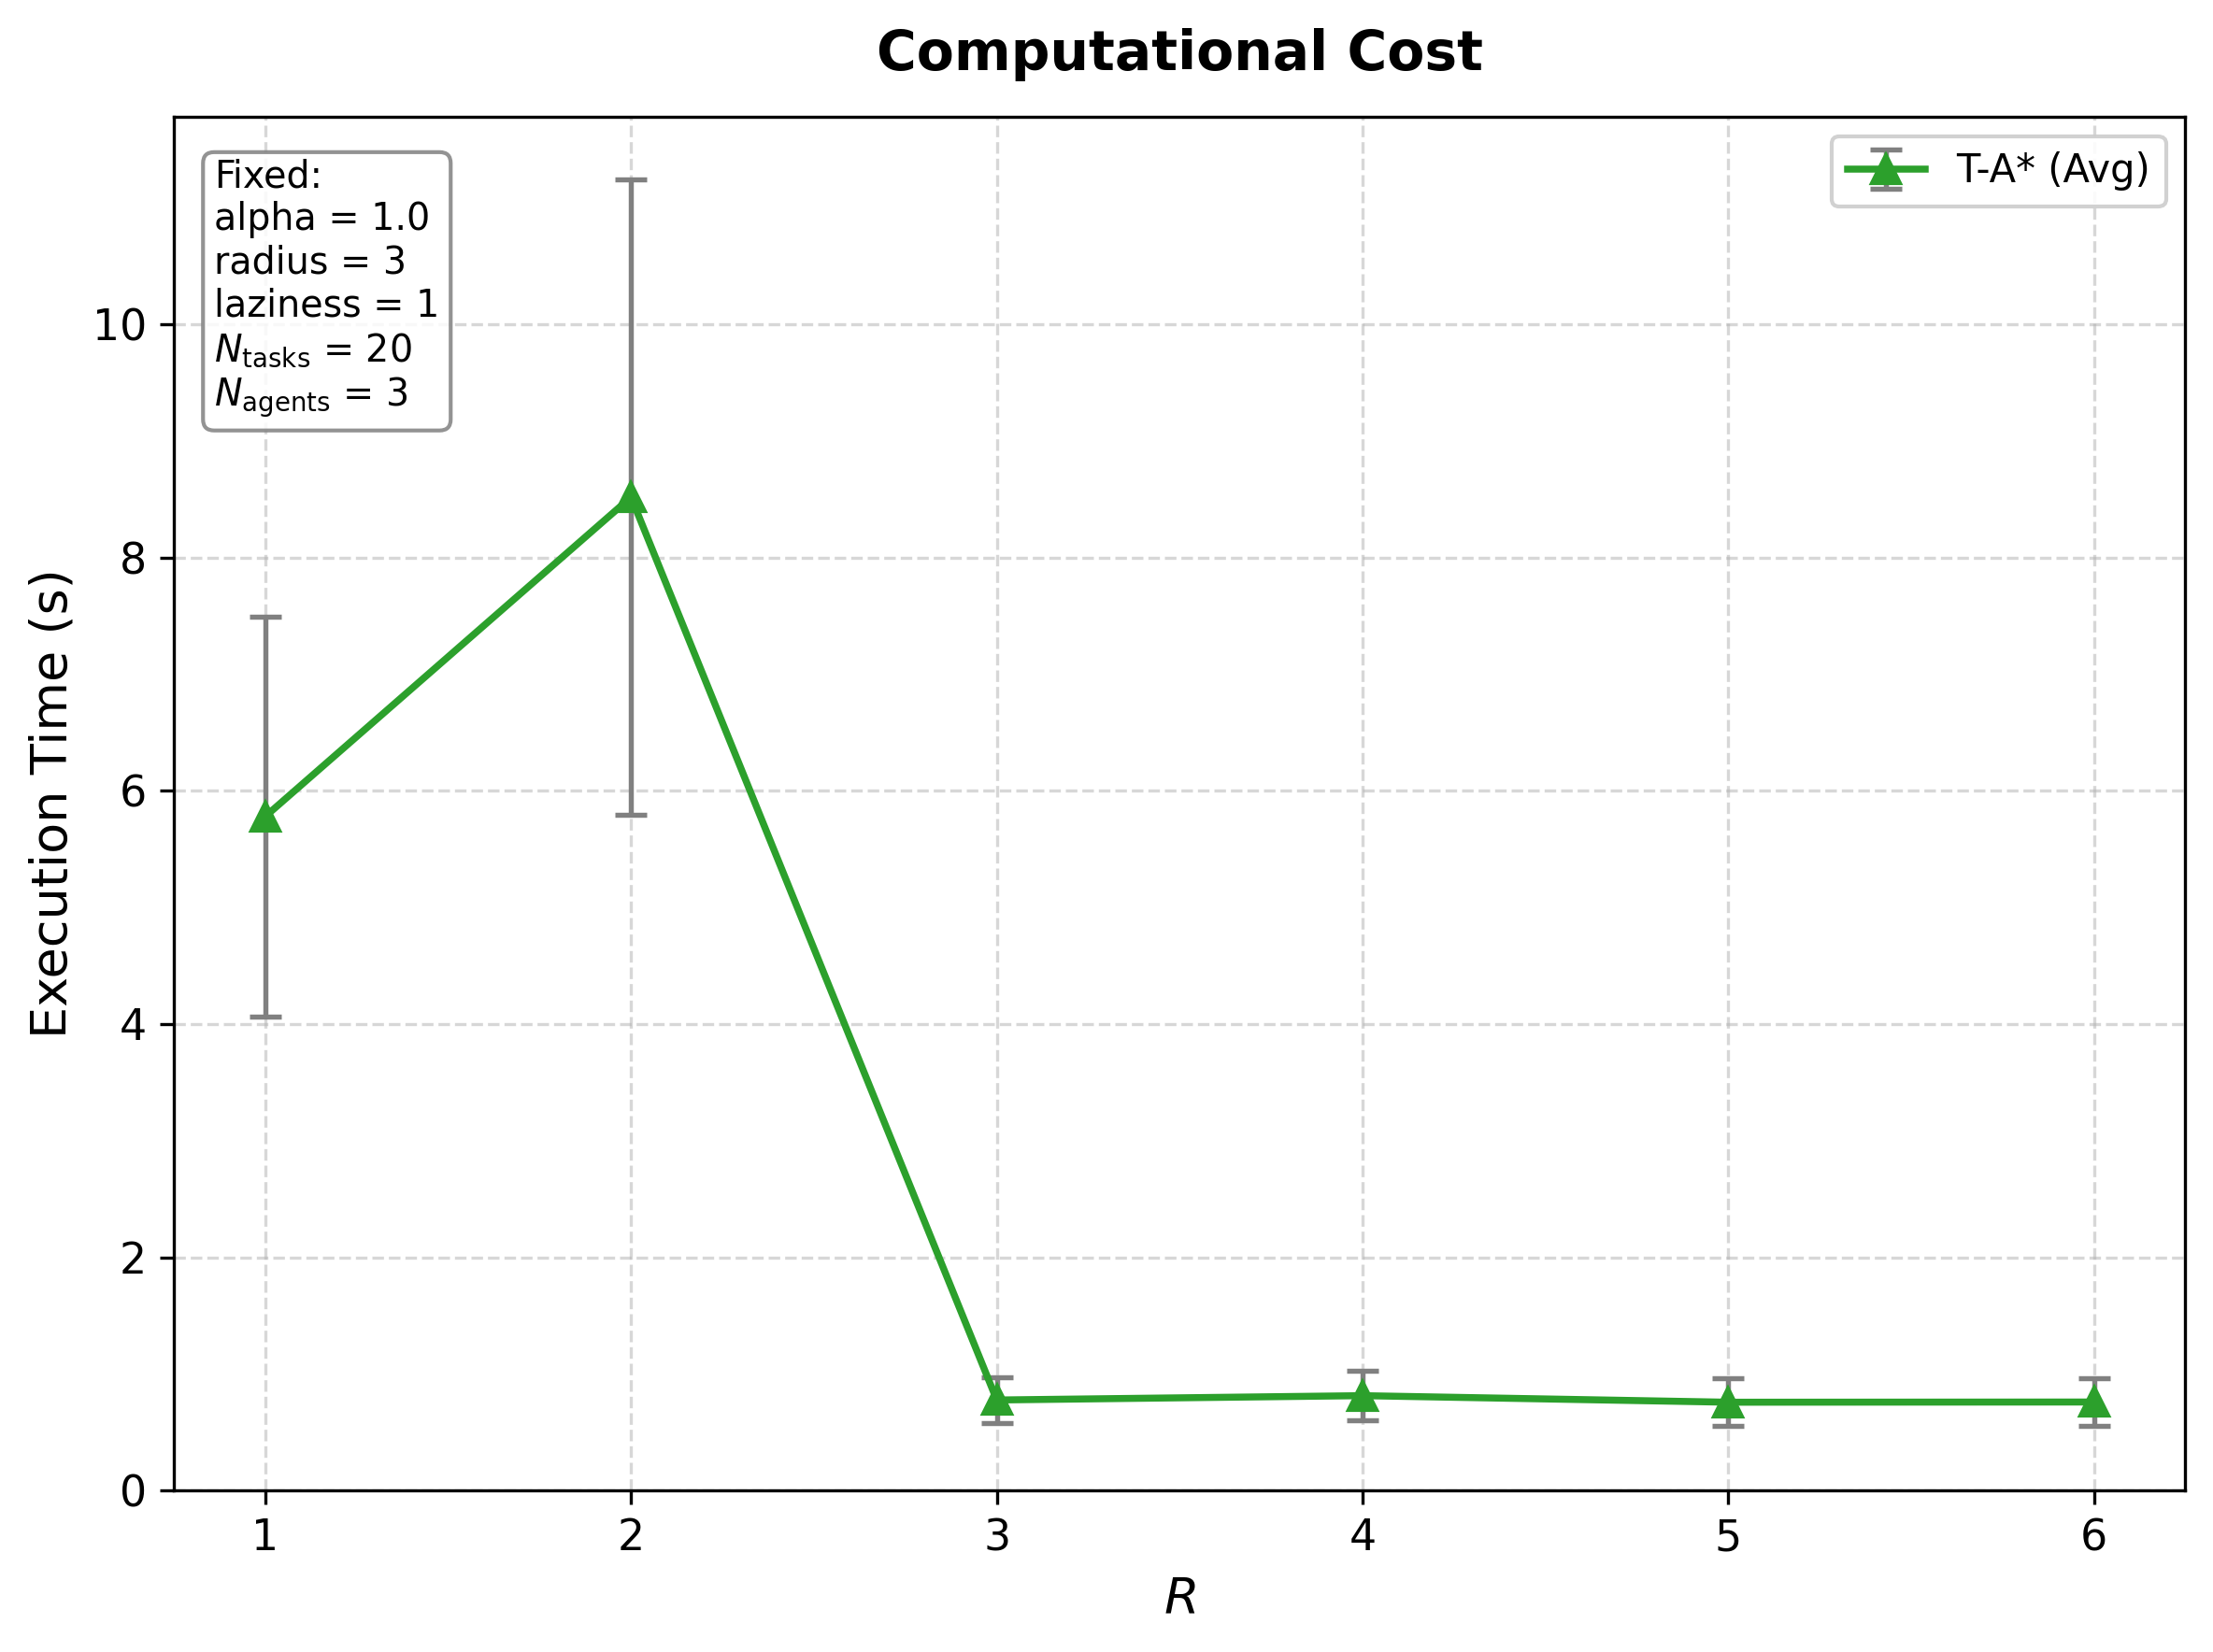 Computational Cost
Fixed:
alpha = 1.0
radius = 3
laziness = 1
N_tasks = 20
N_agents = 3
T-A* (Avg)
Execution Time (s)
10
8
6
4
2
0
1 2 3 4 5 6
R